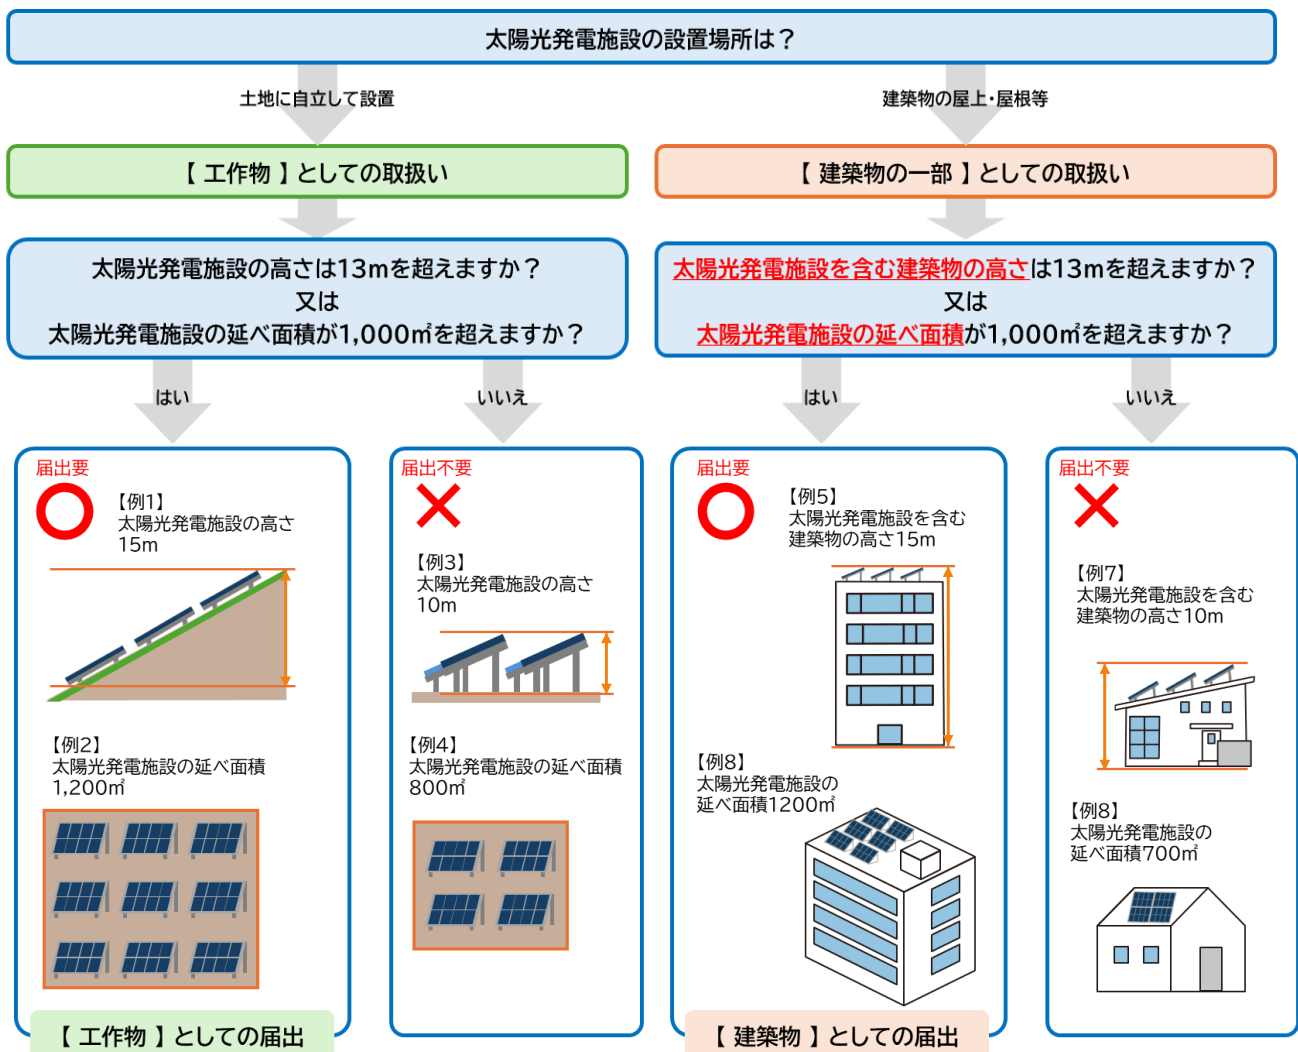 太陽光発電施設の設置場所は？
土地に自立して設置
建築物の屋上・屋根等
【 工作物 】としての取扱い
【 建築物の一部 】としての取扱い
太陽光発電施設の高さは13mを超えますか？
又は
太陽光発電施設の延べ面積が1,000㎡を超えますか？
太陽光発電施設を含む建築物の高さは13mを超えますか？
又は
太陽光発電施設の延べ面積が1,000㎡を超えますか？
はい
いいえ
はい
いいえ
届出要
【例1】
太陽光発電施設の高さ
15m
【例2】
太陽光発電施設の延べ面積
1,200㎡
【 工作物 】としての届出
届出不要
【例3】
太陽光発電施設の高さ
10m
【例4】
太陽光発電施設の延べ面積
800㎡
届出要
【例5】
太陽光発電施設を含む
建築物の高さ15m
【例8】
太陽光発電施設の
延べ面積1200㎡
【 建築物 】としての届出
届出不要
【例7】
太陽光発電施設を含む
建築物の高さ10m
【例8】
太陽光発電施設の
延べ面積700㎡